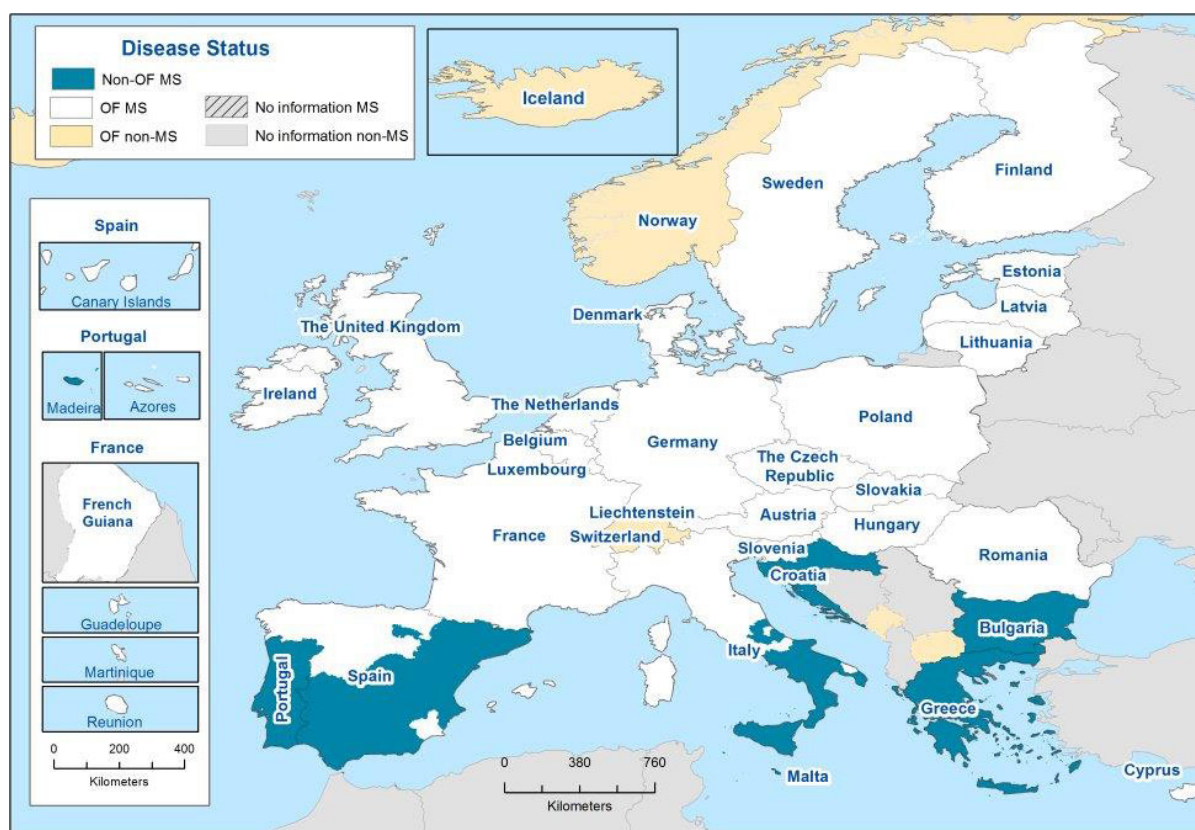 Disease Status
Non-OF MS
OF MS
OF non-MS
No information MS
No information non-MS
Iceland
Spain
Canary Islands
Portugal
Madeira
Azores
France
French
Guiana
Guadeloupe
Martinique
Reunion
0 200 400
Kilometers
Finland
Sweden
Norway
Estonia
Latvia
Lithuania
Denmark
The United Kingdom
Ireland
The Netherlands
Belgium
Luxembourg
Germany
Poland
The Czech
Republic
Slovakia
Liechtenstein
Austria
Hungary
France
Switzerland
Slovenia
Croatia
Romania
Bulgaria
Italy
Spain
Portugal
Greece
Malta
Cyprus
0 380 760
Kilometers